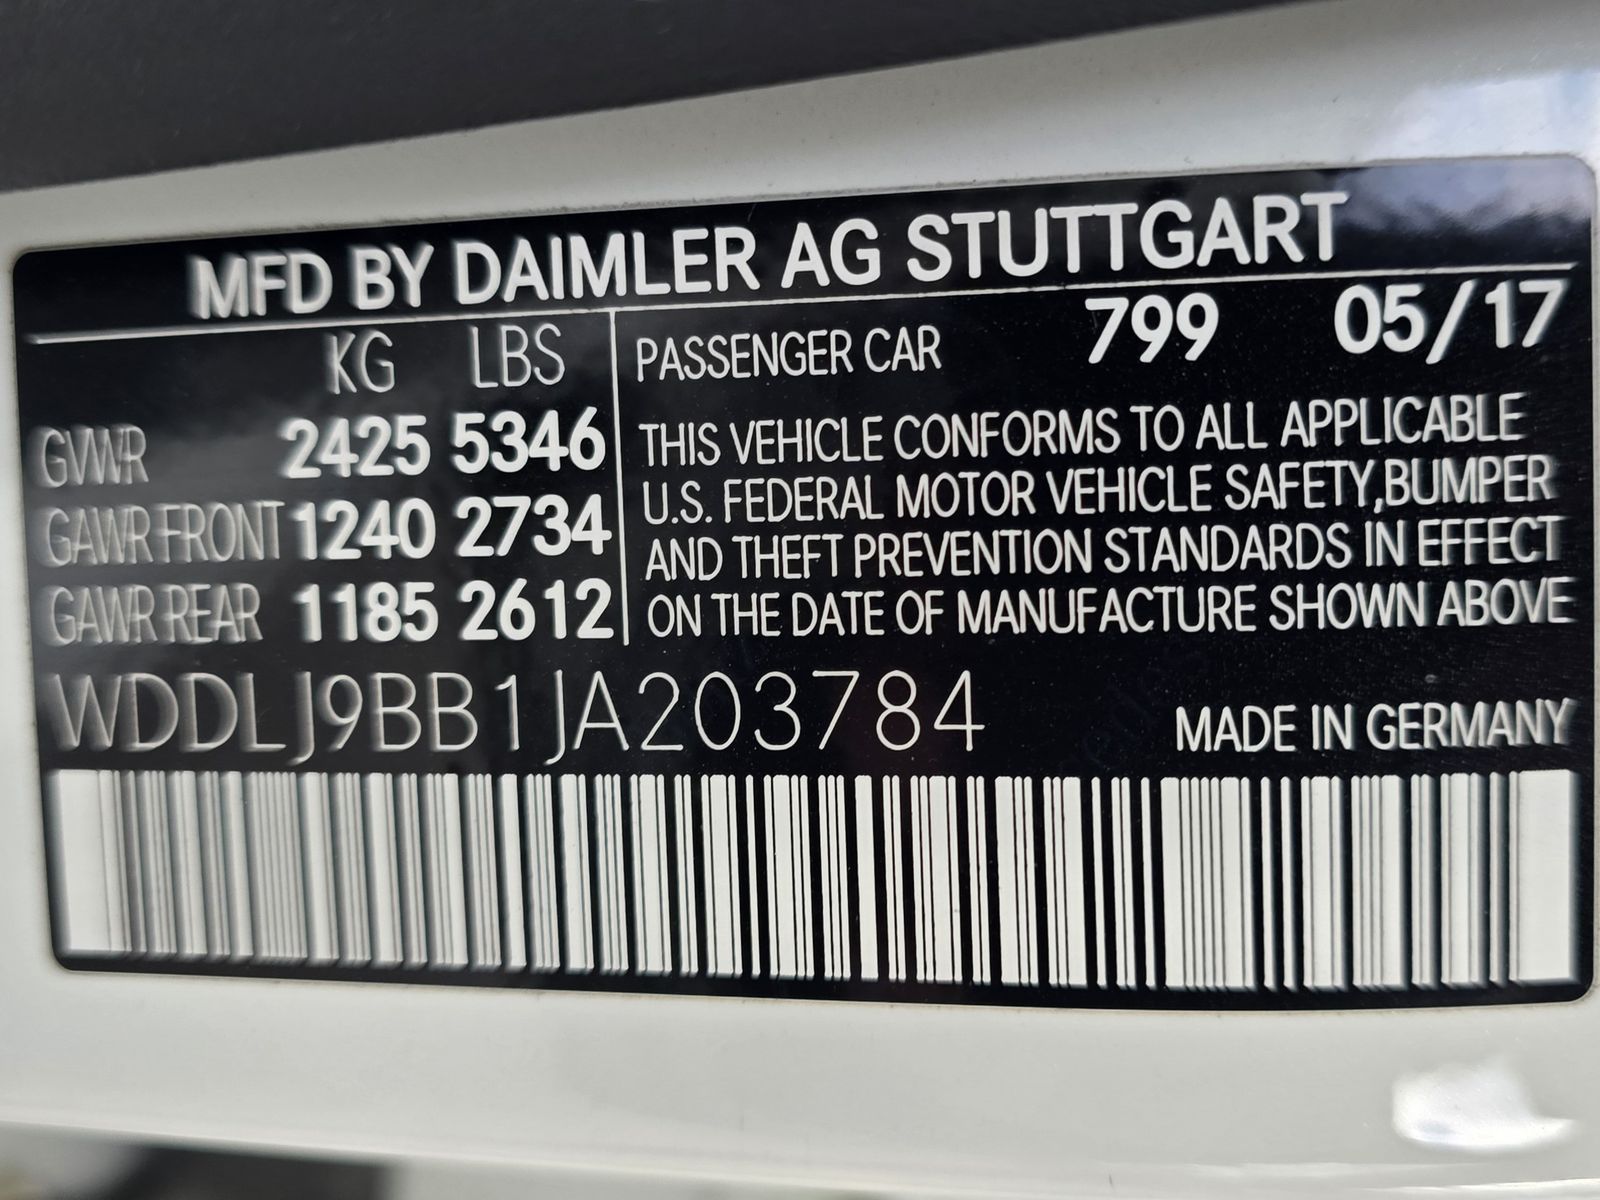 MFD BY DAIMLER AG STUTTGART
KG LBS
GVWR 2425 5346
GAWR FRONT 1240 2734
GAWR REAR 1185 2612
PASSENGER CAR 799 05/17
THIS VEHICLE CONFORMS TO ALL APPLICABLE
U.S. FEDERAL MOTOR VEHICLE SAFETY,BUMPER
AND THEFT PREVENTION STANDARDS IN EFFECT
ON THE DATE OF MANUFACTURE SHOWN ABOVE
WDDLJ9BB1JA203784
MADE IN GERMANY